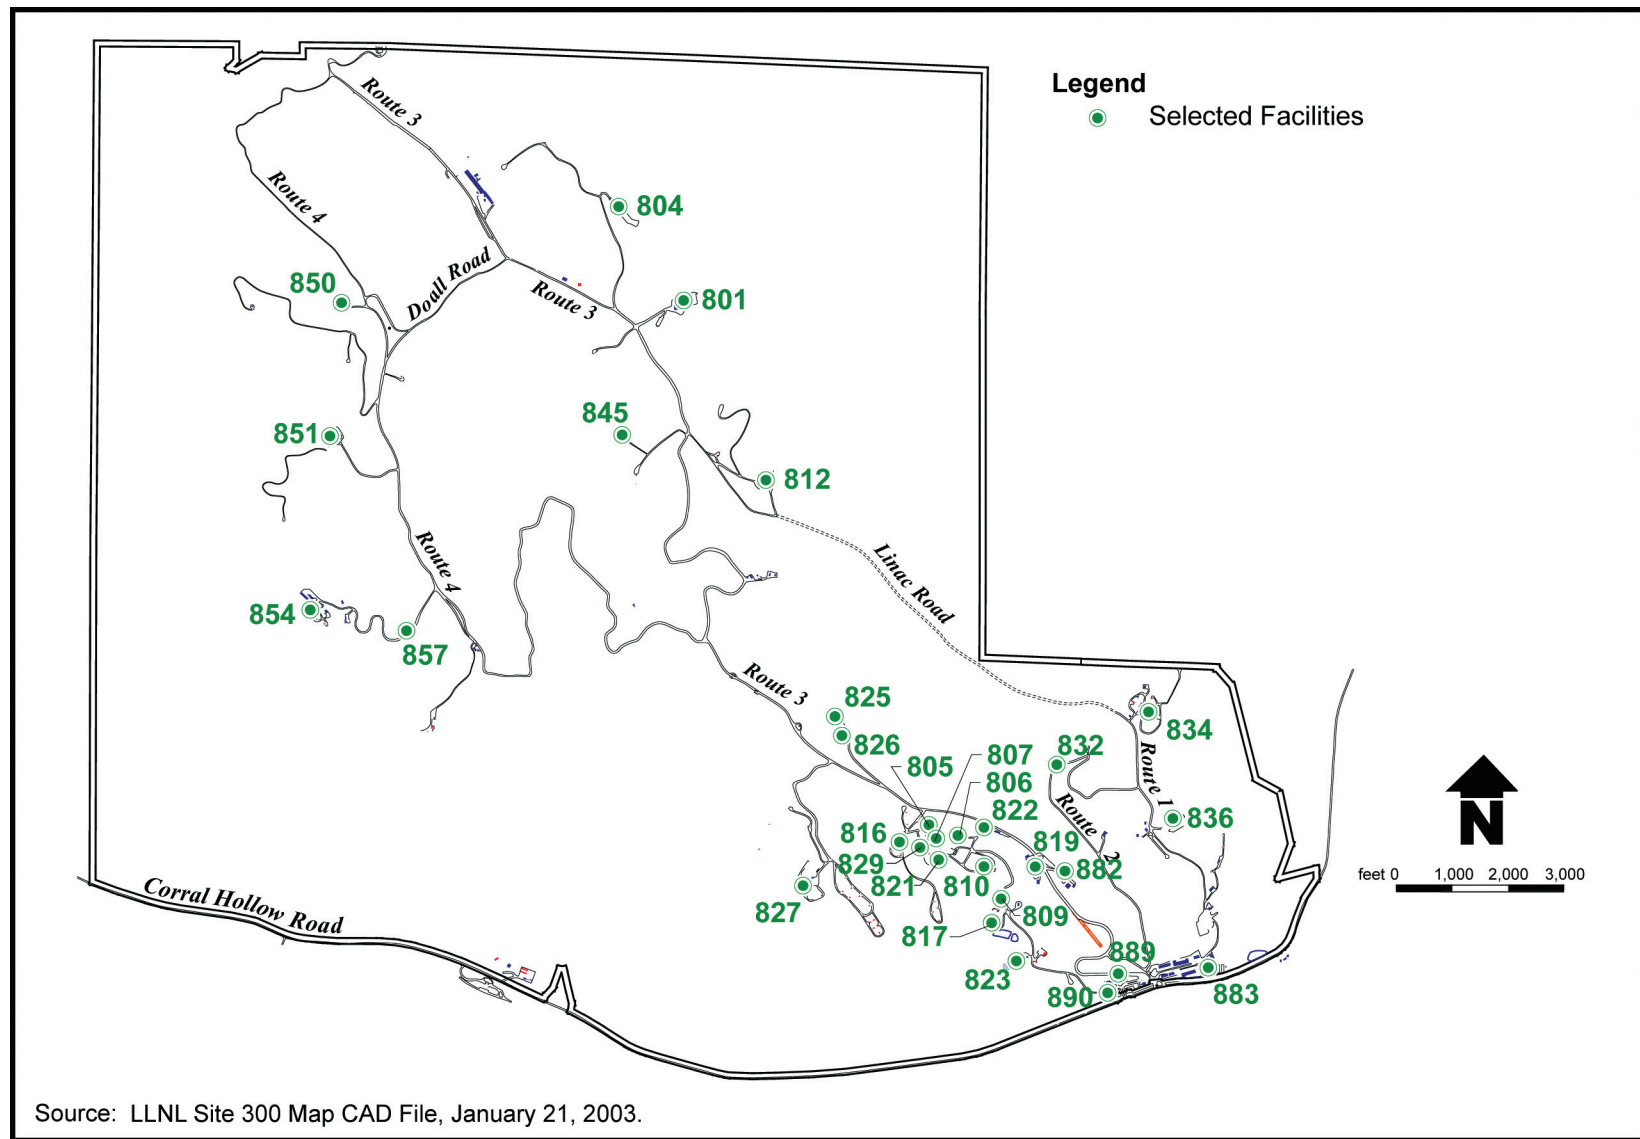 Legend
Selected Facilities
Route 3
Route 4
804
850
Doall Road
Route 3
801
845
851
812
Route 4
Linac Road
854
857
Route 3
825
826
805
807
806
832
834
Route 1
Route 2
822
836
816
819
829
882
821
810
N
feet 0 1,000 2,000 3,000
Corral Hollow Road
827
809
817
889
823
890
883
Source: LLNL Site 300 Map CAD File, January 21, 2003.